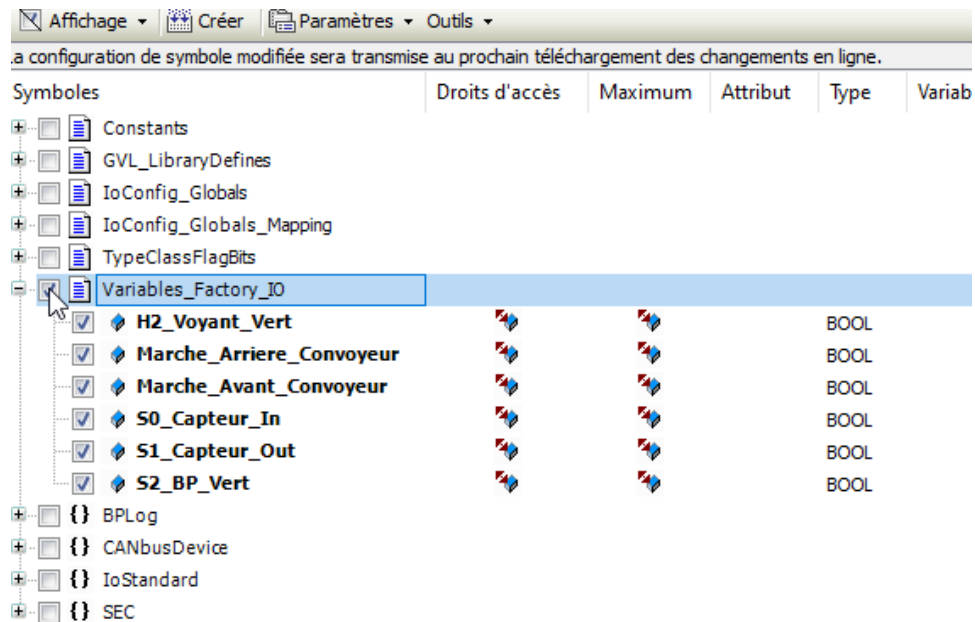 Affichage Créer Paramètres Outils
.a configuration de symbole modifiée sera transmise au prochain téléchargement des changements en ligne.
Symboles Droits d'accès Maximum Attribut Type Variab
Constants
GVL_LibraryDefines
IoConfig_Globals
IoConfig_Globals_Mapping
TypeClassFlagBits
Variables_Factory_IO
H2_Voyant_Vert BOOL
Marche_Arriere_Convoyeur BOOL
Marche_Avant_Convoyeur BOOL
S0_Capteur_In BOOL
S1_Capteur_Out BOOL
S2_BP_Vert BOOL
{} BPLog
{} CANbusDevice
{} IoStandard
{} SEC